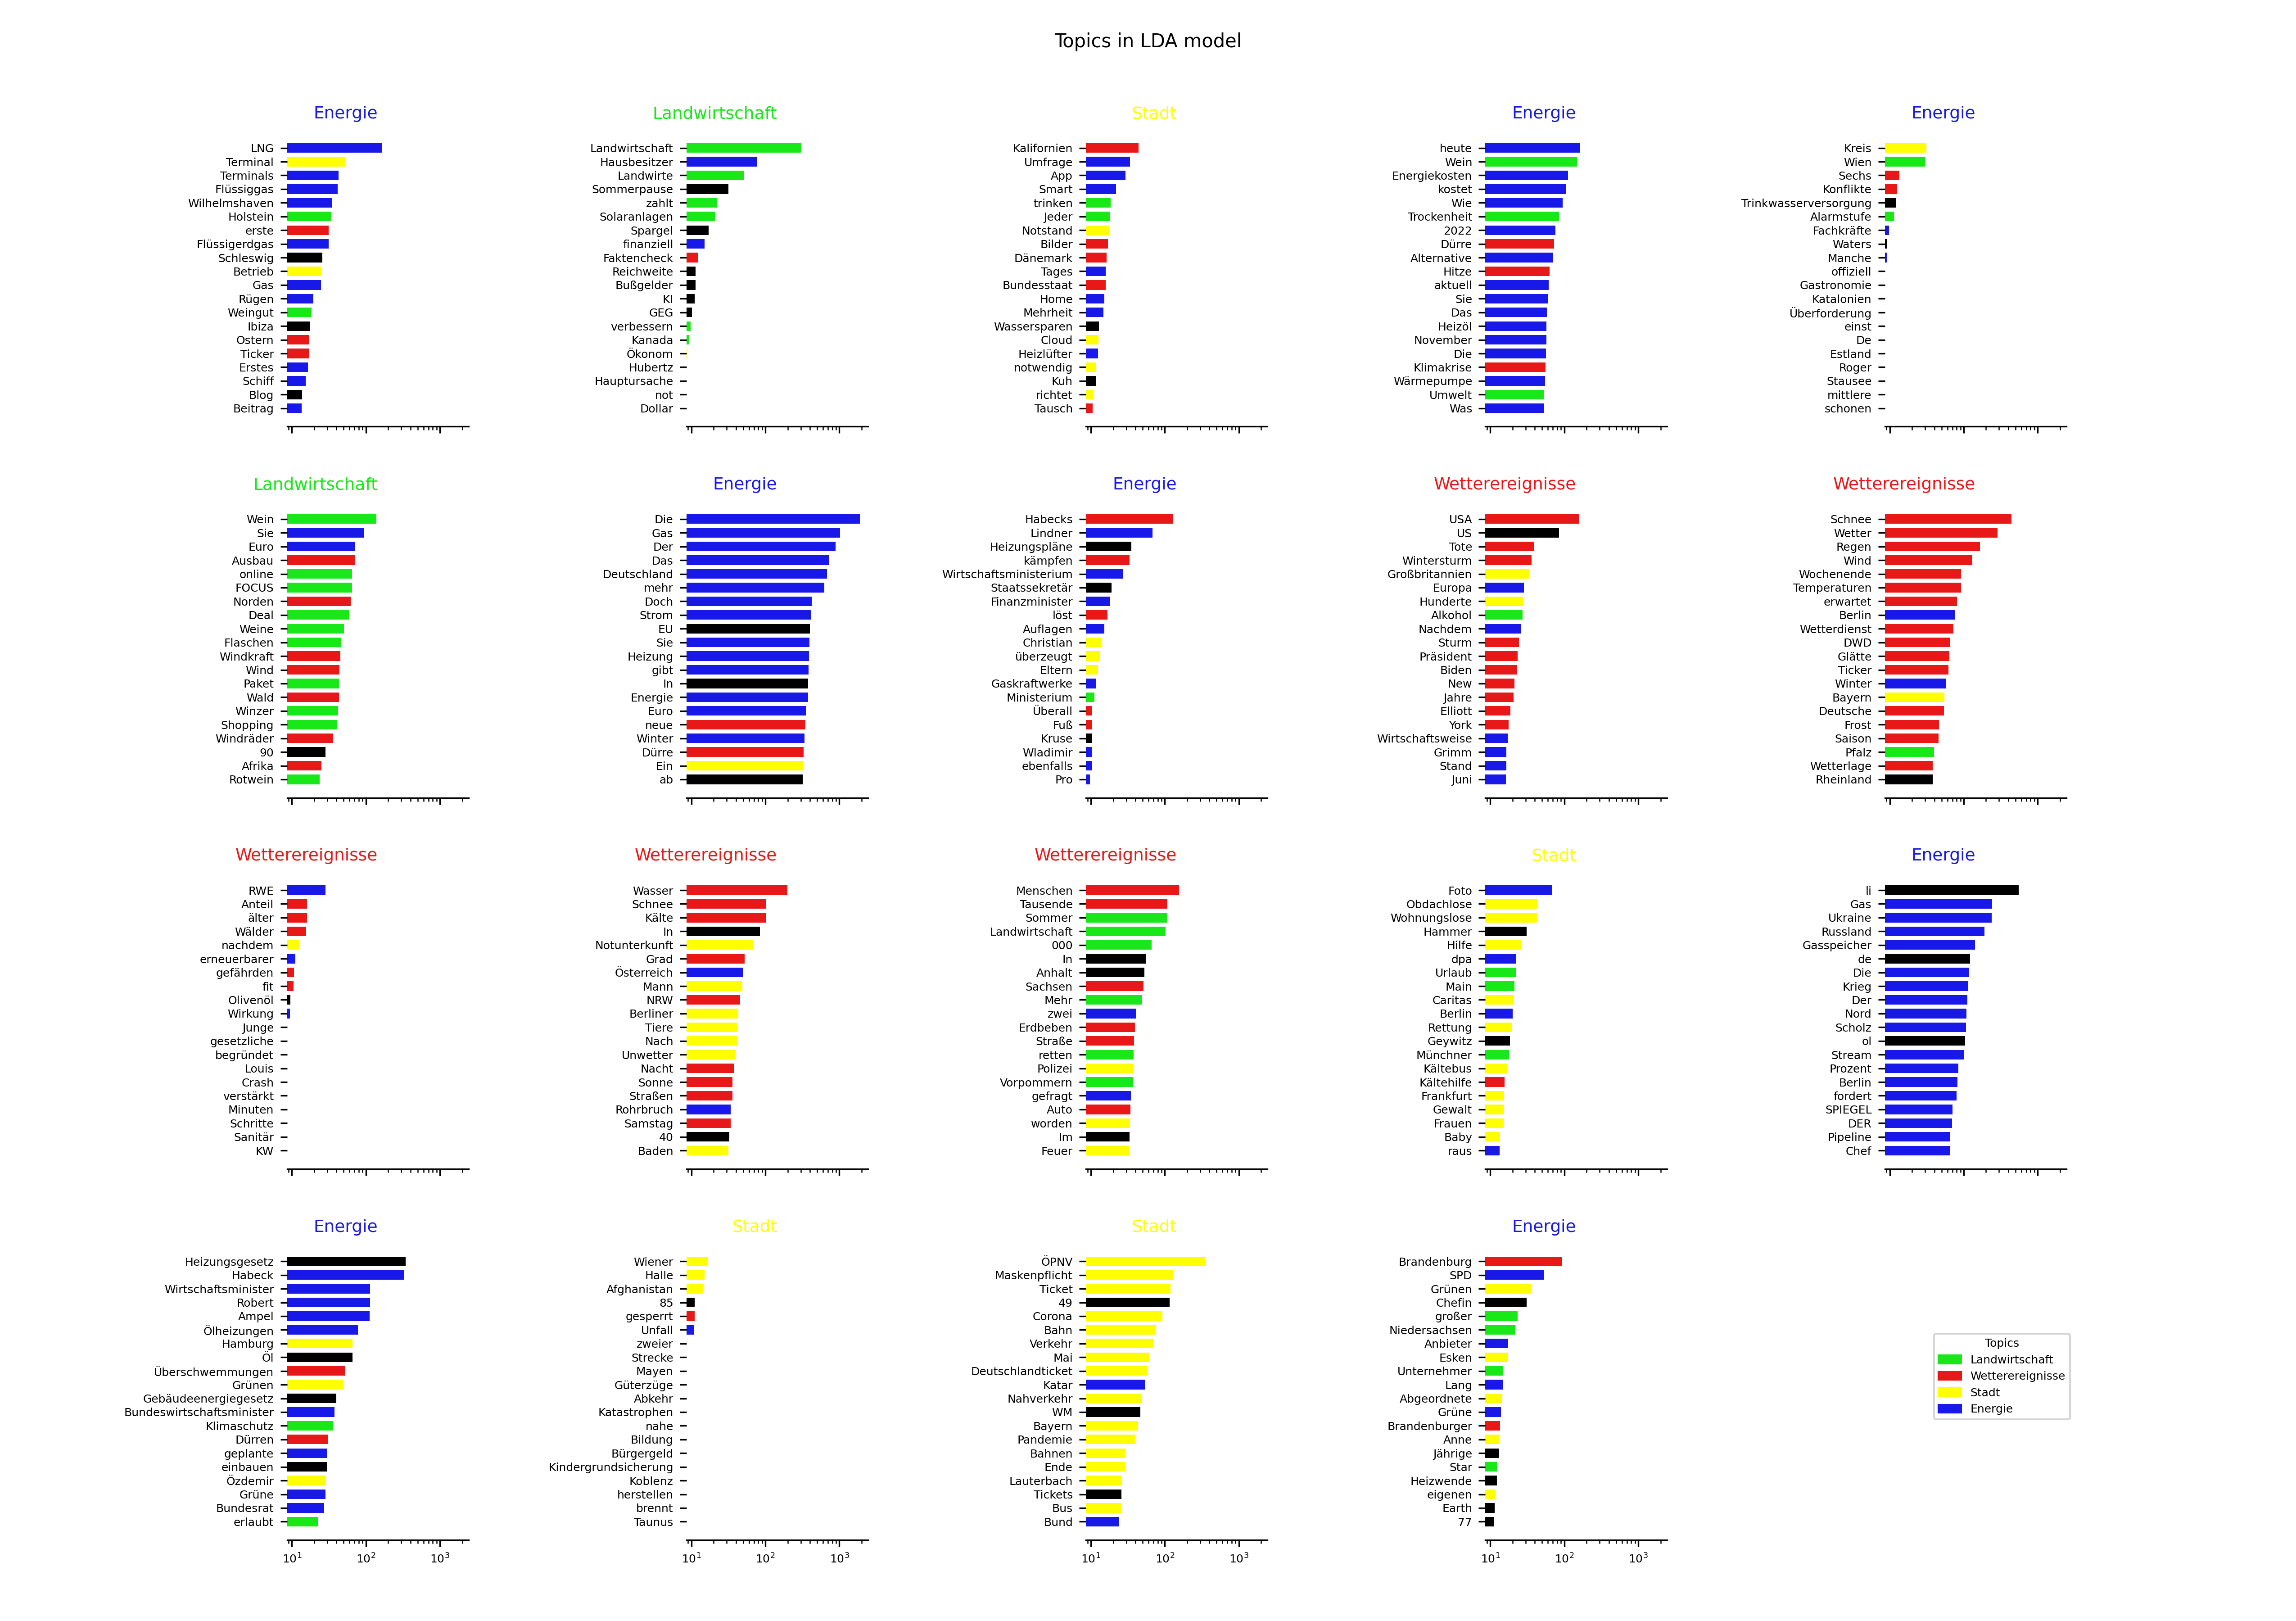 Topics in LDA model
Energie
LNG
Terminal
Terminals
Flüssiggas
Wilhelmshaven
Holstein
erste
Flüssigerdgas
Schleswig
Betrieb
Gas
Rügen
Weingut
Ibiza
Ostern
Ticker
Erstes
Schiff
Blog
Beitrag
Landwirtschaft
Landwirtschaft
Hausbesitzer
Landwirte
Sommerpause
zahlt
Solaranlagen
Spargel
finanziell
Faktencheck
Reichweite
Bußgelder
KI
GEG
verbessern
Kanada
Ökonom
Hubertz
Hauptursache
not
Dollar
Stadt
Kalifornien
Umfrage
App
Smart
trinken
Jeder
Notstand
Bilder
Dänemark
Tages
Bundesstaat
Home
Mehrheit
Wassersparen
Cloud
Heizlüfter
notwendig
Kuh
richtet
Tausch
Energie
heute
Wein
Energiekosten
kostet
Wie
Trockenheit
2022
Dürre
Alternative
Hitze
aktuell
Sie
Das
Heizöl
November
Die
Klimakrise
Wärmepumpe
Umwelt
Was
Energie
Kreis
Wien
Sechs
Konflikte
Trinkwasserversorgung
Alarmstufe
Fachkräfte
Waters
Manche
offiziell
Gastronomie
Katalonien
Überforderung
einst
De
Estland
Roger
Stausee
mittlere
schonen
Landwirtschaft
Wein
Sie
Euro
Ausbau
online
FOCUS
Norden
Deal
Weine
Flaschen
Windkraft
Wind
Paket
Wald
Winzer
Shopping
Windräder
90
Afrika
Rotwein
Energie
Die
Gas
Der
Das
Deutschland
mehr
Doch
Strom
EU
Sie
Heizung
gibt
In
Energie
Euro
neue
Winter
Dürre
Ein
ab
Energie
Habecks
Lindner
Heizungspläne
kämpfen
Wirtschaftsministerium
Staatssekretär
Finanzminister
löst
Auflagen
Christian
überzeugt
Eltern
Gaskraftwerke
Ministerium
Überall
Fuß
Kruse
Wladimir
ebenfalls
Pro
Wetterereignisse
USA
US
Tote
Wintersturm
Großbritannien
Europa
Hunderte
Alkohol
Nachdem
Sturm
Präsident
Biden
New
Jahre
Elliott
York
Wirtschaftsweise
Grimm
Stand
Juni
Wetterereignisse
Schnee
Wetter
Regen
Wind
Wochenende
Temperaturen
erwartet
Berlin
Wetterdienst
DWD
Glätte
Ticker
Winter
Bayern
Deutsche
Frost
Saison
Pfalz
Wetterlage
Rheinland
Wetterereignisse
RWE
Anteil
älter
Wälder
nachdem
erneuerbarer
gefährden
fit
Olivenöl
Wirkung
Junge
gesetzliche
begründet
Louis
Crash
verstärkt
Minuten
Schritte
Sanitär
KW
Wetterereignisse
Wasser
Schnee
Kälte
In
Notunterkunft
Grad
Österreich
Mann
NRW
Berliner
Tiere
Nach
Unwetter
Nacht
Sonne
Straßen
Rohrbruch
Samstag
40
Baden
Wetterereignisse
Menschen
Tausende
Sommer
Landwirtschaft
000
In
Anhalt
Sachsen
Mehr
zwei
Erdbeben
Straße
retten
Polizei
Vorpommern
gefragt
Auto
worden
Im
Feuer
Stadt
Foto
Obdachlose
Wohnungslose
Hammer
Hilfe
dpa
Urlaub
Main
Caritas
Berlin
Rettung
Geywitz
Münchner
Kältebus
Kältehilfe
Frankfurt
Gewalt
Frauen
Baby
raus
Energie
li
Gas
Ukraine
Russland
Gasspeicher
de
Die
Krieg
Der
Nord
Scholz
ol
Stream
Prozent
Berlin
fordert
SPIEGEL
DER
Pipeline
Chef
Energie
Heizungsgesetz
Habeck
Wirtschaftsminister
Robert
Ampel
Ölheizungen
Hamburg
Öl
Überschwemmungen
Grünen
Gebäudeenergiegesetz
Bundeswirtschaftsminister
Klimaschutz
Dürren
geplante
einbauen
Özdemir
Grüne
Bundesrat
erlaubt
10¹ 10² 10³
Stadt
Wiener
Halle
Afghanistan
85
gesperrt
Unfall
zweier
Strecke
Mayen
Güterzüge
Abkehr
Katastrophen
nahe
Bildung
Bürgergeld
Kindergrundsicherung
Koblenz
herstellen
brennt
Taunus
10¹ 10² 10³
Stadt
ÖPNV
Maskenpflicht
Ticket
49
Corona
Bahn
Verkehr
Mai
Deutschlandticket
Katar
Nahverkehr
WM
Bayern
Pandemie
Bahnen
Ende
Lauterbach
Tickets
Bus
Bund
10¹ 10² 10³
Energie
Brandenburg
SPD
Grünen
Chefin
großer
Niedersachsen
Anbieter
Esken
Unternehmer
Lang
Abgeordnete
Grüne
Brandenburger
Anne
Jährige
Star
Heizwende
eigenen
Earth
77
10¹ 10² 10³
Topics
Landwirtschaft
Wetterereignisse
Stadt
Energie